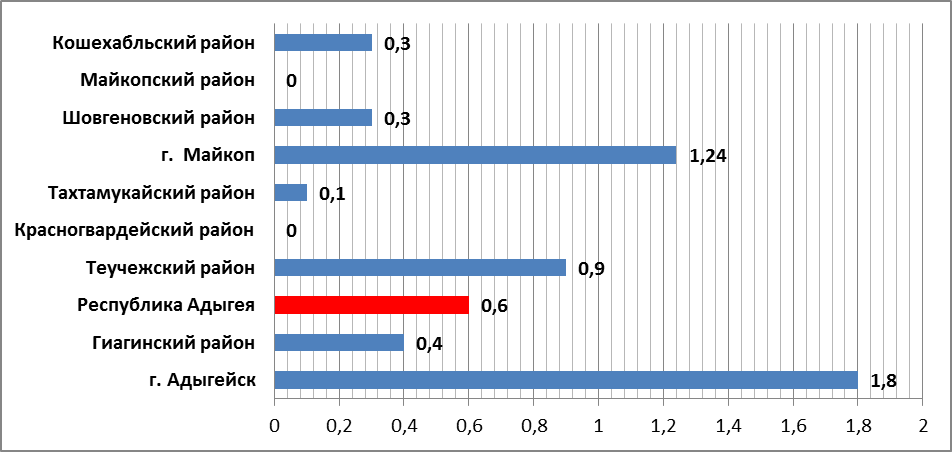 Кошехабльский район 0,3
Майкопский район 0
Шовгеновский район 0,3
г. Майкоп 1,24
Тахтамукайский район 0,1
Красногвардейский район 0
Теучежский район 0,9
Республика Адыгея 0,6
Гиагинский район 0,4
г. Адыгейск 1,8
0 0,2 0,4 0,6 0,8 1 1,2 1,4 1,6 1,8 2